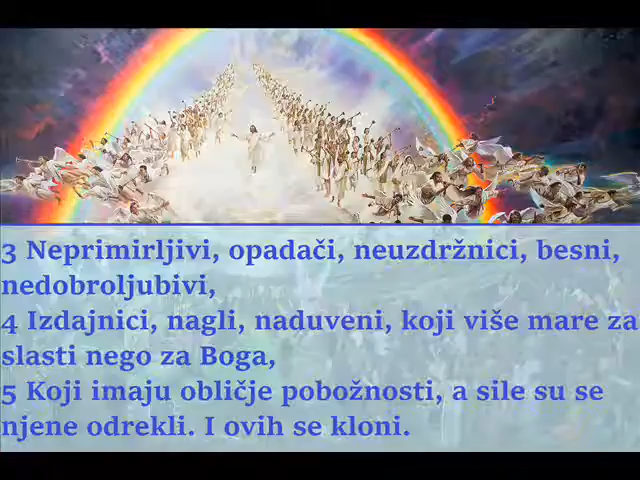 3 Neprimirljivi, opadači, neuzdržnici, besni,
nedobroljubivi,
4 Izdajnici, nagli, naduveni, koji više mare za
slasti nego za Boga,
5 Koji imaju obličje pobožnosti, a sile su se
njene odrekli. I ovih se kloni.